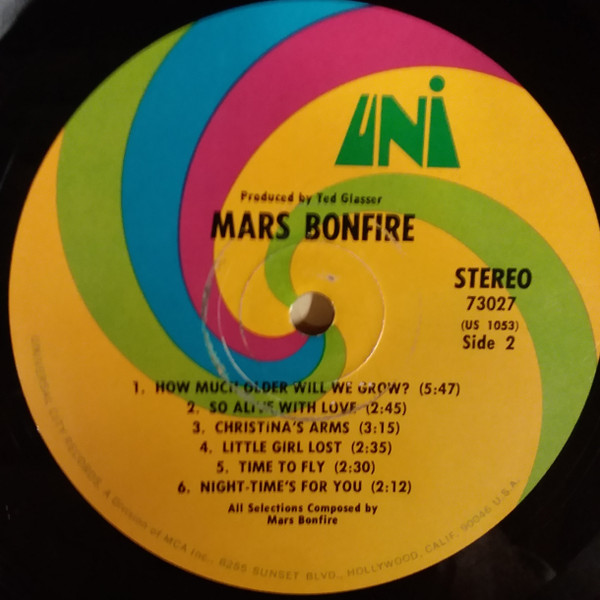 UNI
Produced by Ted Glasser
MARS BONFIRE
STEREO
73027
(US 1053)
Side 2
1. HOW MUCH OLDER WILL WE GROW? (5:47)
2. SO ALIVE WITH LOVE (2:45)
3. CHRISTINA'S ARMS (3:15)
4. LITTLE GIRL LOST (2:35)
5. TIME TO FLY (2:30)
6. NIGHT-TIME'S FOR YOU (2:12)
All Selections Composed by
Mars Bonfire
UNIVERSAL CITY RECORDS, A Division of MCA Inc., 8255 SUNSET BLVD., HOLLYWOOD, CALIF. 90046 U.S.A.